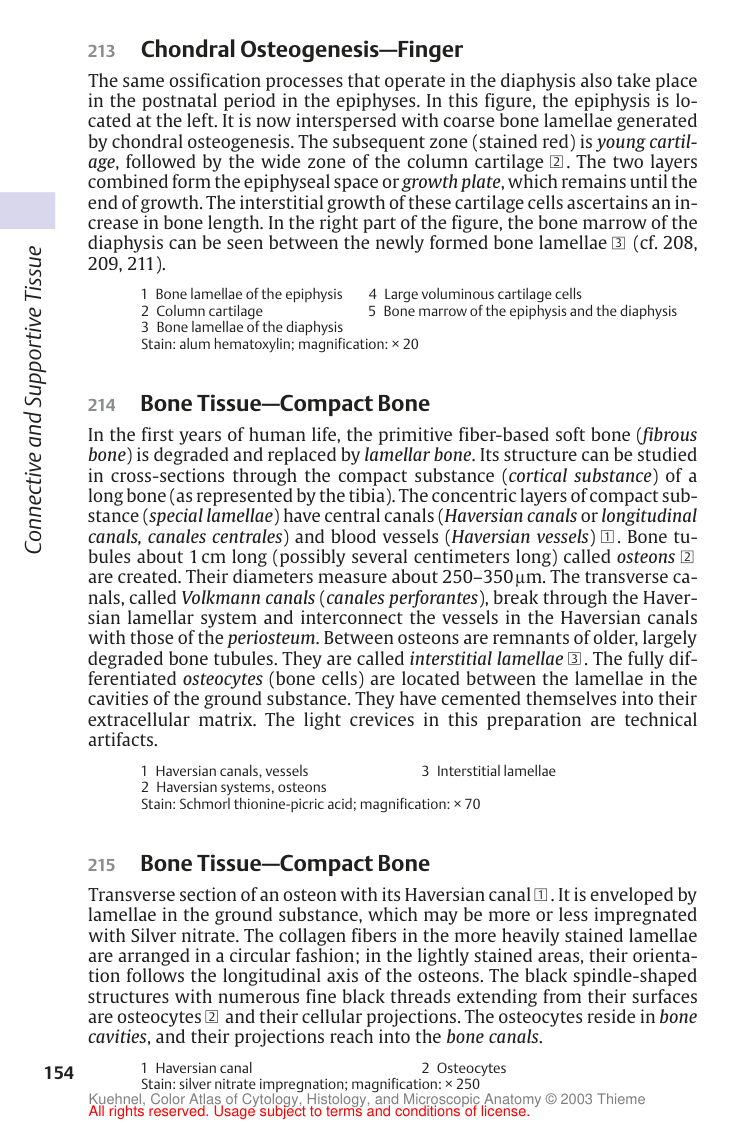 213 Chondral Osteogenesis—Finger
The same ossification processes that operate in the diaphysis also take place
in the postnatal period in the epiphyses. In this figure, the epiphysis is lo-
cated at the left. It is now interspersed with coarse bone lamellae generated
by chondral osteogenesis. The subsequent zone (stained red) is young cartil-
age, followed by the wide zone of the column cartilage 2. The two layers
combined form the epiphyseal space or growth plate, which remains until the
end of growth. The interstitial growth of these cartilage cells ascertains an in-
crease in bone length. In the right part of the figure, the bone marrow of the
diaphysis can be seen between the newly formed bone lamellae 3 (cf. 208,
209, 211).
1 Bone lamellae of the epiphysis 4 Large voluminous cartilage cells
2 Column cartilage 5 Bone marrow of the epiphysis and the diaphysis
3 Bone lamellae of the diaphysis
Stain: alum hematoxylin; magnification: × 20
214 Bone Tissue—Compact Bone
In the first years of human life, the primitive fiber-based soft bone (fibrous
bone) is degraded and replaced by lamellar bone. Its structure can be studied
in cross-sections through the compact substance (cortical substance) of a
long bone (as represented by the tibia). The concentric layers of compact sub-
stance (special lamellae) have central canals (Haversian canals or longitudinal
canals, canales centrales) and blood vessels (Haversian vessels) 1. Bone tu-
bules about 1 cm long (possibly several centimeters long) called osteons 2
are created. Their diameters measure about 250–350 μm. The transverse ca-
nals, called Volkmann canals (canales perforantes), break through the Haver-
sian lamellar system and interconnect the vessels in the Haversian canals
with those of the periosteum. Between osteons are remnants of older, largely
degraded bone tubules. They are called interstitial lamellae 3. The fully dif-
ferentiated osteocytes (bone cells) are located between the lamellae in the
cavities of the ground substance. They have cemented themselves into their
extracellular matrix. The light crevices in this preparation are technical
artifacts.
1 Haversian canals, vessels 3 Interstitial lamellae
2 Haversian systems, osteons
Stain: Schmorl thionine-picric acid; magnification: × 70
215 Bone Tissue—Compact Bone
Transverse section of an osteon with its Haversian canal 1. It is enveloped by
lamellae in the ground substance, which may be more or less impregnated
with Silver nitrate. The collagen fibers in the more heavily stained lamellae
are arranged in a circular fashion; in the lightly stained areas, their orienta-
tion follows the longitudinal axis of the osteons. The black spindle-shaped
structures with numerous fine black threads extending from their surfaces
are osteocytes 2 and their cellular projections. The osteocytes reside in bone
cavities, and their projections reach into the bone canals.
1 Haversian canal 2 Osteocytes
Stain: silver nitrate impregnation; magnification: × 250
Connective and Supportive Tissue
154
Kuehnel, Color Atlas of Cytology, Histology, and Microscopic Anatomy © 2003 Thieme
All rights reserved. Usage subject to terms and conditions of license.